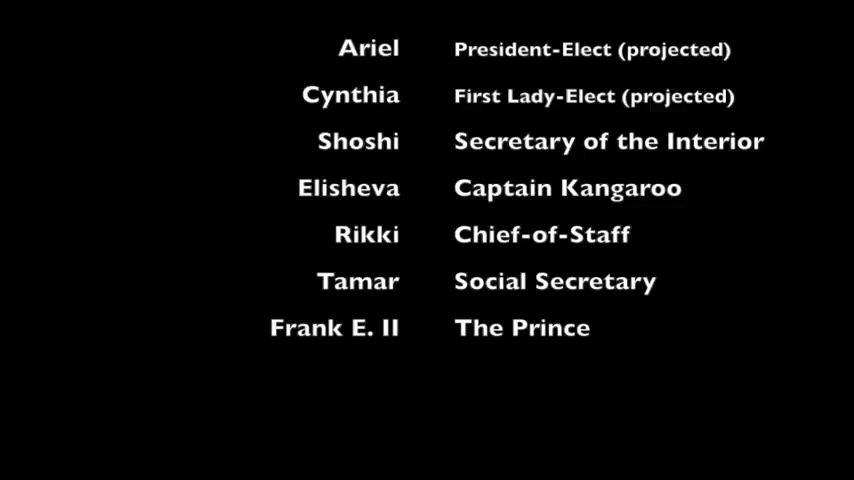 Ariel President-Elect (projected)
Cynthia First Lady-Elect (projected)
Shoshi Secretary of the Interior
Elisheva Captain Kangaroo
Rikki Chief-of-Staff
Tamar Social Secretary
Frank E. II The Prince